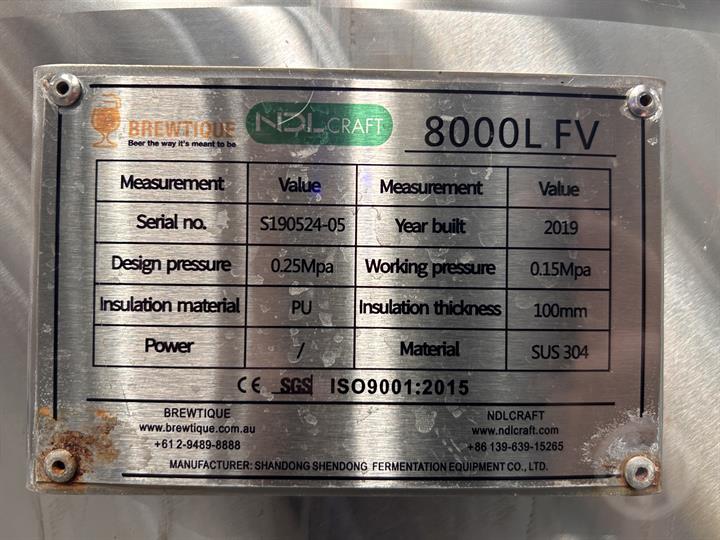 BREWTIQUE
Beer the way it's meant to be
NDLCRAFT
8000L FV
Measurement Value Measurement Value
Serial no. S190524-05 Year built 2019
Design pressure 0.25Mpa Working pressure 0.15Mpa
Insulation material PU Insulation thickness 100mm
Power / Material SUS 304
CE SGS ISO9001:2015
BREWTIQUE NDLCRAFT
www.brewtique.com.au www.ndlcraft.com
+61 2-9489-8888 +86 139-639-15265
MANUFACTURER: SHANDONG SHENDONG FERMENTATION EQUIPMENT CO., LTD.